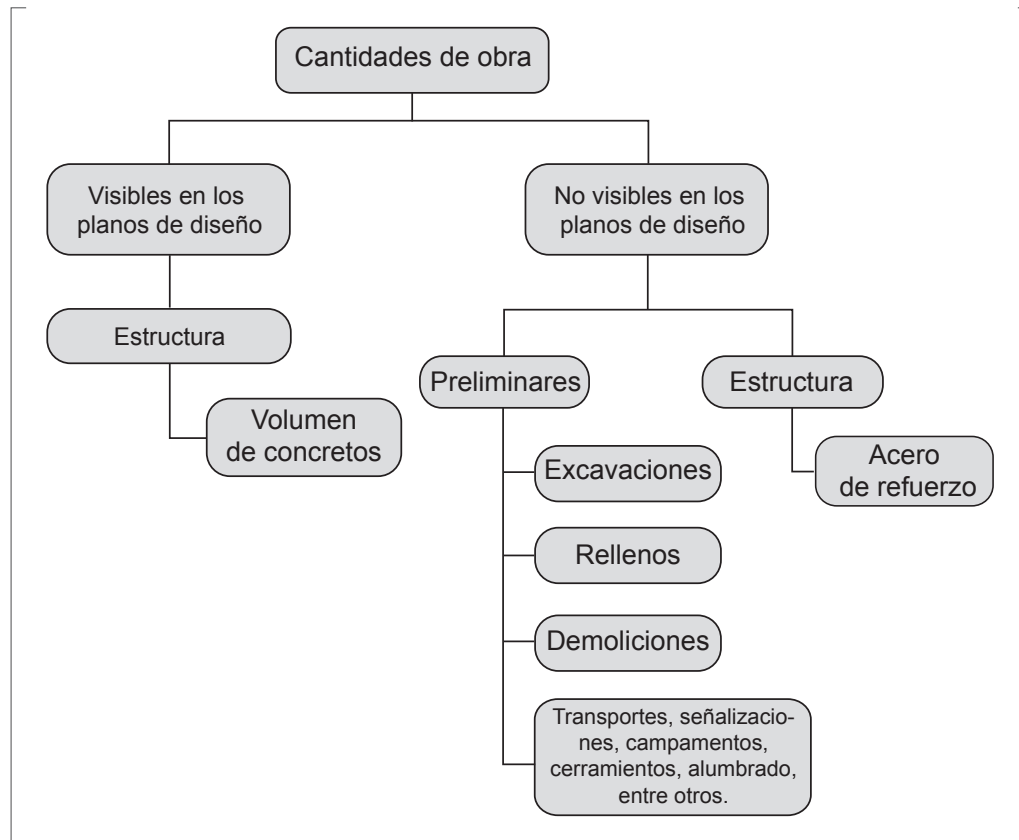 Cantidades de obra
Visibles en los
planos de diseño
No visibles en los
planos de diseño
Estructura
Volumen
de concretos
Preliminares
Estructura
Excavaciones
Acero
de refuerzo
Rellenos
Demoliciones
Transportes, señalizacio-
nes, campamentos,
cerramientos, alumbrado,
entre otros.